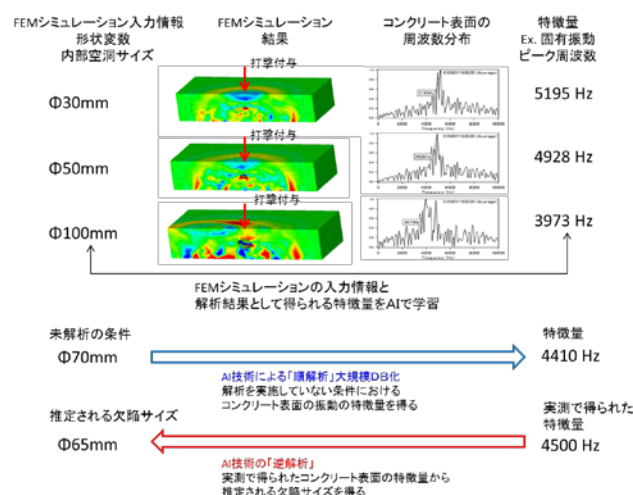 FEMシミュレーション入力情報
形状変数
内部空洞サイズ
FEMシミュレーション
結果
コンクリート表面の
周波数分布
特徴量
Ex. 固有振動
ピーク周波数
打撃付与
Φ30mm
5195 Hz
打撃付与
Φ50mm
4928 Hz
打撃付与
Φ100mm
3973 Hz
FEMシミュレーションの入力情報と
解析結果として得られる特徴量をAIで学習
未解析の条件
Φ70mm
特徴量
4410 Hz
AI技術による「順解析」大規模DB化
解析を実施していない条件における
コンクリート表面の振動の特徴量を得る
推定される欠陥サイズ
Φ65mm
実測で得られた
特徴量
4500 Hz
AI技術の「逆解析」
実測で得られたコンクリート表面の特徴量から
推定される欠陥サイズを得る